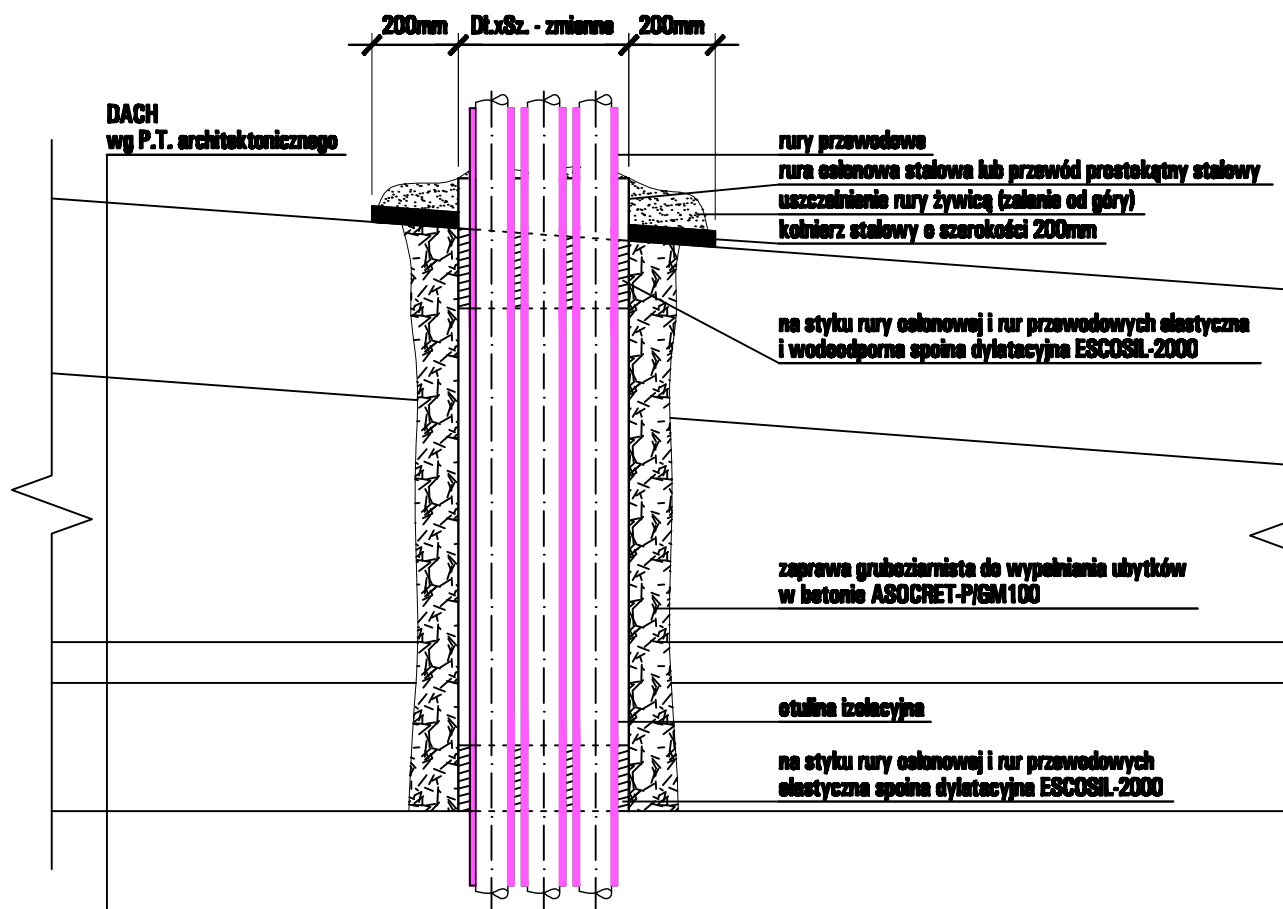 200mm Dł.xSz. - zmienne 200mm
DACH
wg P.T. architektonicznego
rury przewodowe
rura osłonowa stalowa lub przewód prostokątny stalowy
uszczelnienie rury żywicą (zalanie od góry)
kołnierz stalowy o szerokości 200mm
na styku rury osłonowej i rur przewodowych elastyczna
i wodoodporna spoina dylatacyjna ESCOSIL-2000
zaprawa gruboziarnista do wypełniania ubytków
w betonie ASOCRET-P/GM100
otulina izolacyjna
na styku rury osłonowej i rur przewodowych
elastyczna spoina dylatacyjna ESCOSIL-2000